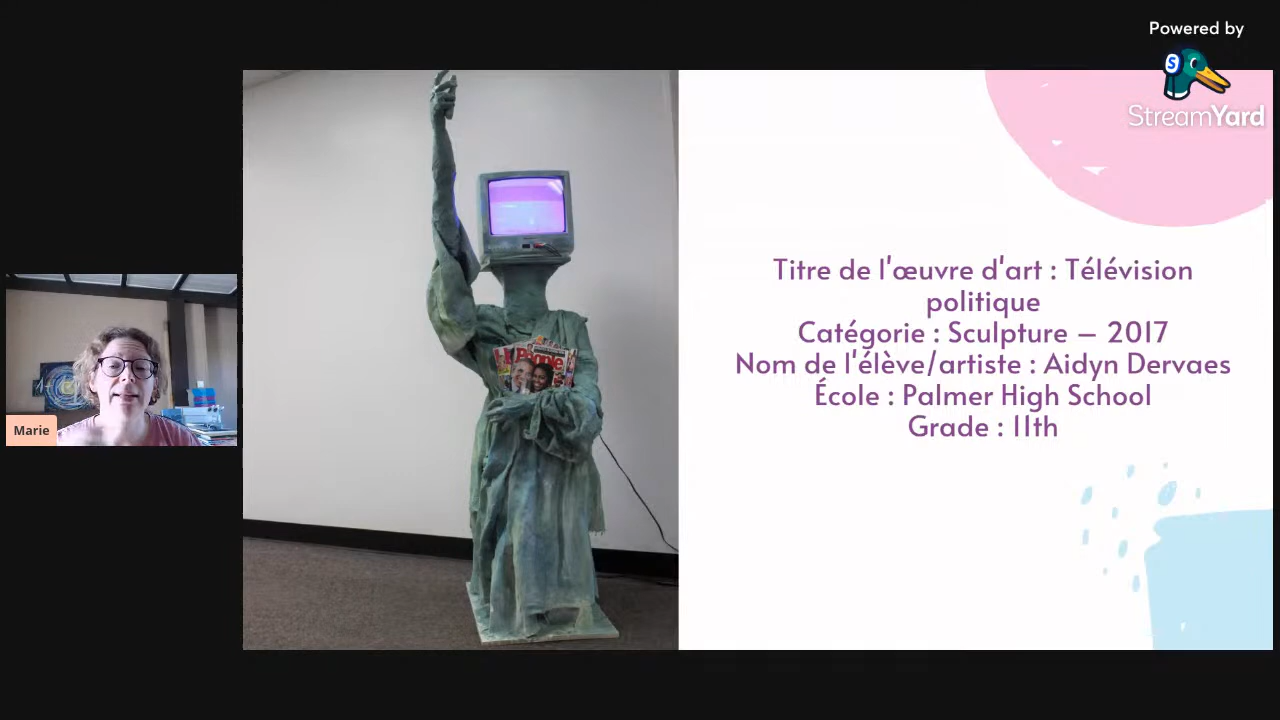 Powered by
S
StreamYard
People
Titre de l'œuvre d'art : Télévision
politique
Catégorie : Sculpture – 2017
Nom de l'élève/artiste : Aidyn Dervaes
École : Palmer High School
Grade : 11th
Marie